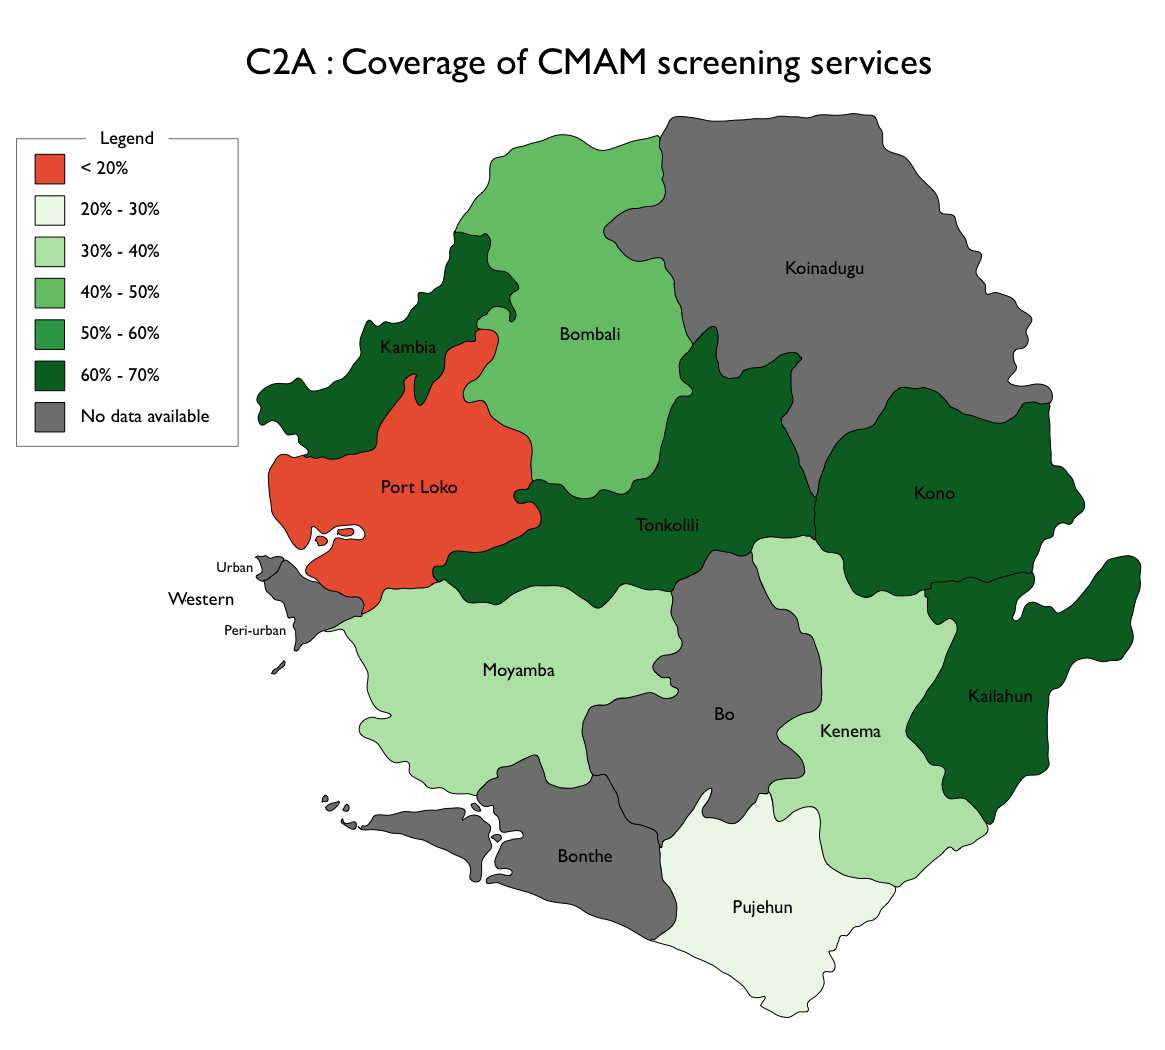 C2A : Coverage of CMAM screening services
Legend
< 20%
20% - 30%
30% - 40%
40% - 50%
50% - 60%
60% - 70%
No data available
Koinadugu
Bombali
Kambia
Port Loko
Kono
Tonkolili
Urban
Western
Peri-urban
Moyamba
Kailahun
Bo
Kenema
Bonthe
Pujehun